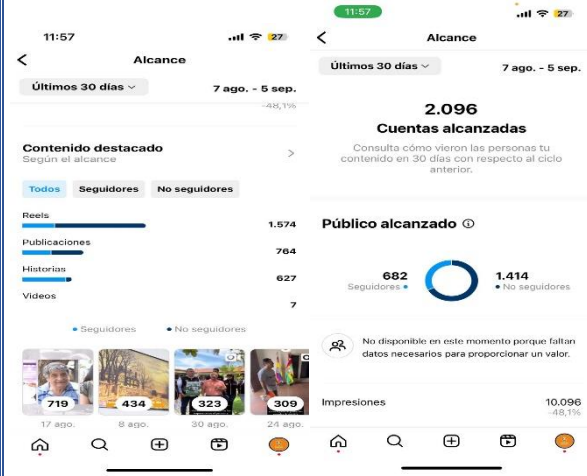 11:57
27
Alcance
Últimos 30 días
7 ago. - 5 sep.
-48,1%
Contenido destacado
Según el alcance
Todos
Seguidores
No seguidores
Reels
1.574
Publicaciones
764
Historias
627
Videos
7
Seguidores
No seguidores
719
434
323
309
17 ago.
8 ago.
30 ago.
24 ago.
11:57
27
Alcance
Últimos 30 días
7 ago. - 5 sep.
2.096
Cuentas alcanzadas
Consulta cómo vieron las personas tu
contenido en 30 días con respecto al ciclo
anterior.
Público alcanzado
682
Seguidores
1.414
No seguidores
No disponible en este momento porque faltan
datos necesarios para proporcionar un valor.
Impresiones
10.096
-48,1%